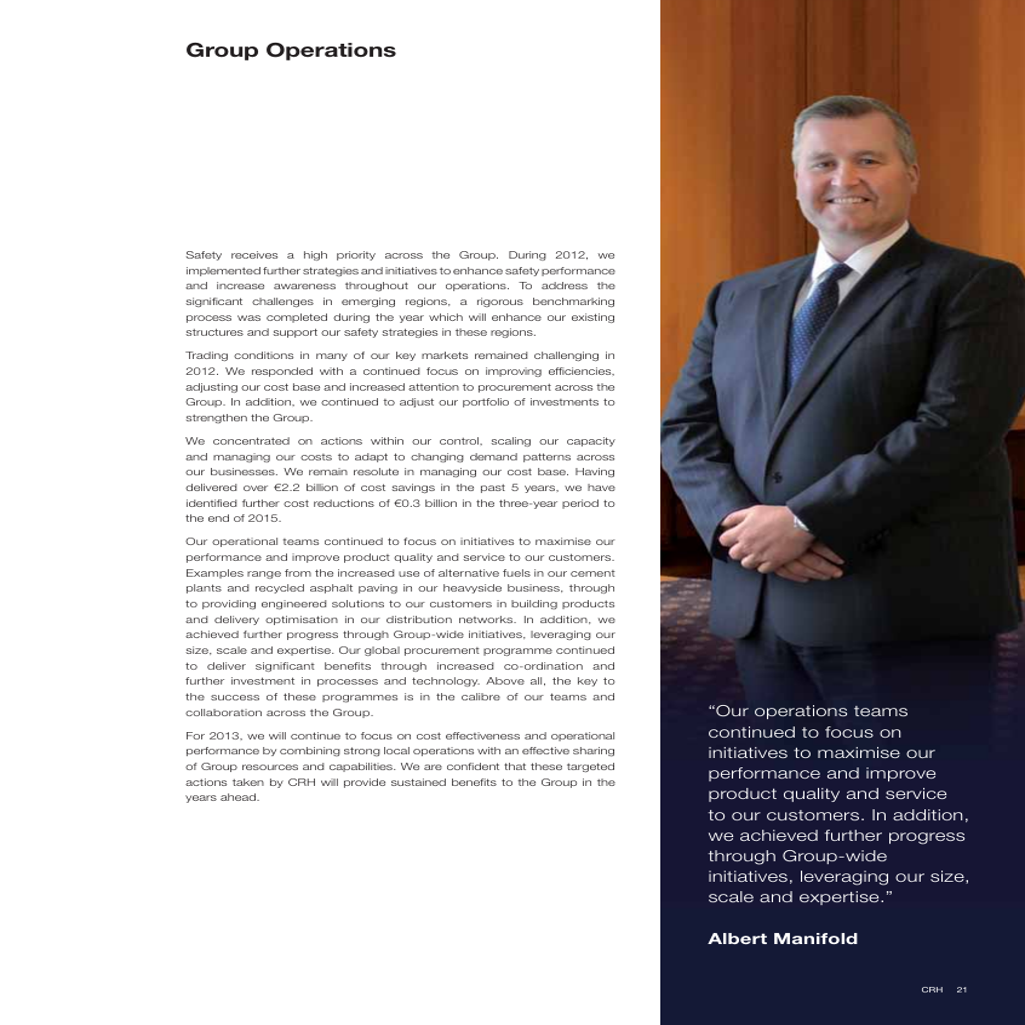 Group Operations
Safety receives a high priority across the Group. During 2012, we
implemented further strategies and initiatives to enhance safety performance
and increase awareness throughout our operations. To address the
significant challenges in emerging regions, a rigorous benchmarking
process was completed during the year which will enhance our existing
structures and support our safety strategies in these regions.
Trading conditions in many of our key markets remained challenging in
2012. We responded with a continued focus on improving efficiencies,
adjusting our cost base and increased attention to procurement across the
Group. In addition, we continued to adjust our portfolio of investments to
strengthen the Group.
We concentrated on actions within our control, scaling our capacity
and managing our costs to adapt to changing demand patterns across
our businesses. We remain resolute in managing our cost base. Having
delivered over €2.2 billion of cost savings in the past 5 years, we have
identified further cost reductions of €0.3 billion in the three-year period to
the end of 2015.
Our operational teams continued to focus on initiatives to maximise our
performance and improve product quality and service to our customers.
Examples range from the increased use of alternative fuels in our cement
plants and recycled asphalt paving in our heavyside business, through
to providing engineered solutions to our customers in building products
and delivery optimisation in our distribution networks. In addition, we
achieved further progress through Group-wide initiatives, leveraging our
size, scale and expertise. Our global procurement programme continued
to deliver significant benefits through increased co-ordination and
further investment in processes and technology. Above all, the key to
the success of these programmes is in the calibre of our teams and
collaboration across the Group.
For 2013, we will continue to focus on cost effectiveness and operational
performance by combining strong local operations with an effective sharing
of Group resources and capabilities. We are confident that these targeted
actions taken by CRH will provide sustained benefits to the Group in the
years ahead.
“Our operations teams
continued to focus on
initiatives to maximise our
performance and improve
product quality and service
to our customers. In addition,
we achieved further progress
through Group-wide
initiatives, leveraging our size,
scale and expertise.”
Albert Manifold
CRH 21